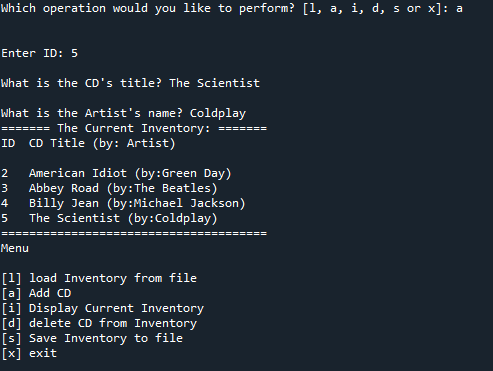 Which operation would you like to perform? [l, a, i, d, s or x]: a
Enter ID: 5
What is the CD's title? The Scientist
What is the Artist's name? Coldplay
======= The Current Inventory: =======
ID  CD Title (by: Artist)
2   American Idiot (by:Green Day)
3   Abbey Road (by:The Beatles)
4   Billy Jean (by:Michael Jackson)
5   The Scientist (by:Coldplay)
======================================
Menu
[l] load Inventory from file
[a] Add CD
[i] Display Current Inventory
[d] delete CD from Inventory
[s] Save Inventory to file
[x] exit